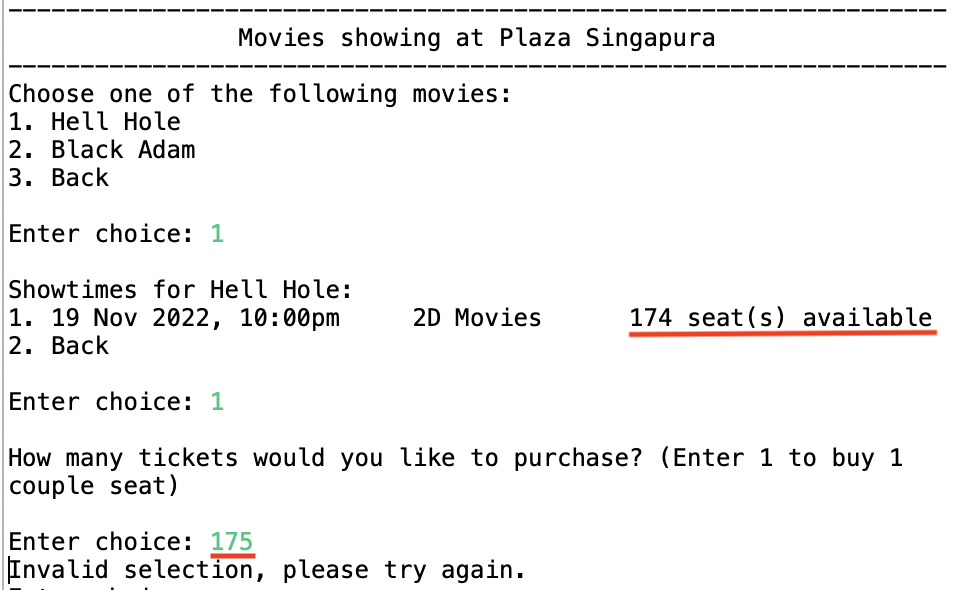 Movies showing at Plaza Singapura
Choose one of the following movies:
1. Hell Hole
2. Black Adam
3. Back
Enter choice: 1
Showtimes for Hell Hole:
1. 19 Nov 2022, 10:00pm 2D Movies 174 seat(s) available
2. Back
Enter choice: 1
How many tickets would you like to purchase? (Enter 1 to buy 1
couple seat)
Enter choice: 175
Invalid selection, please try again.